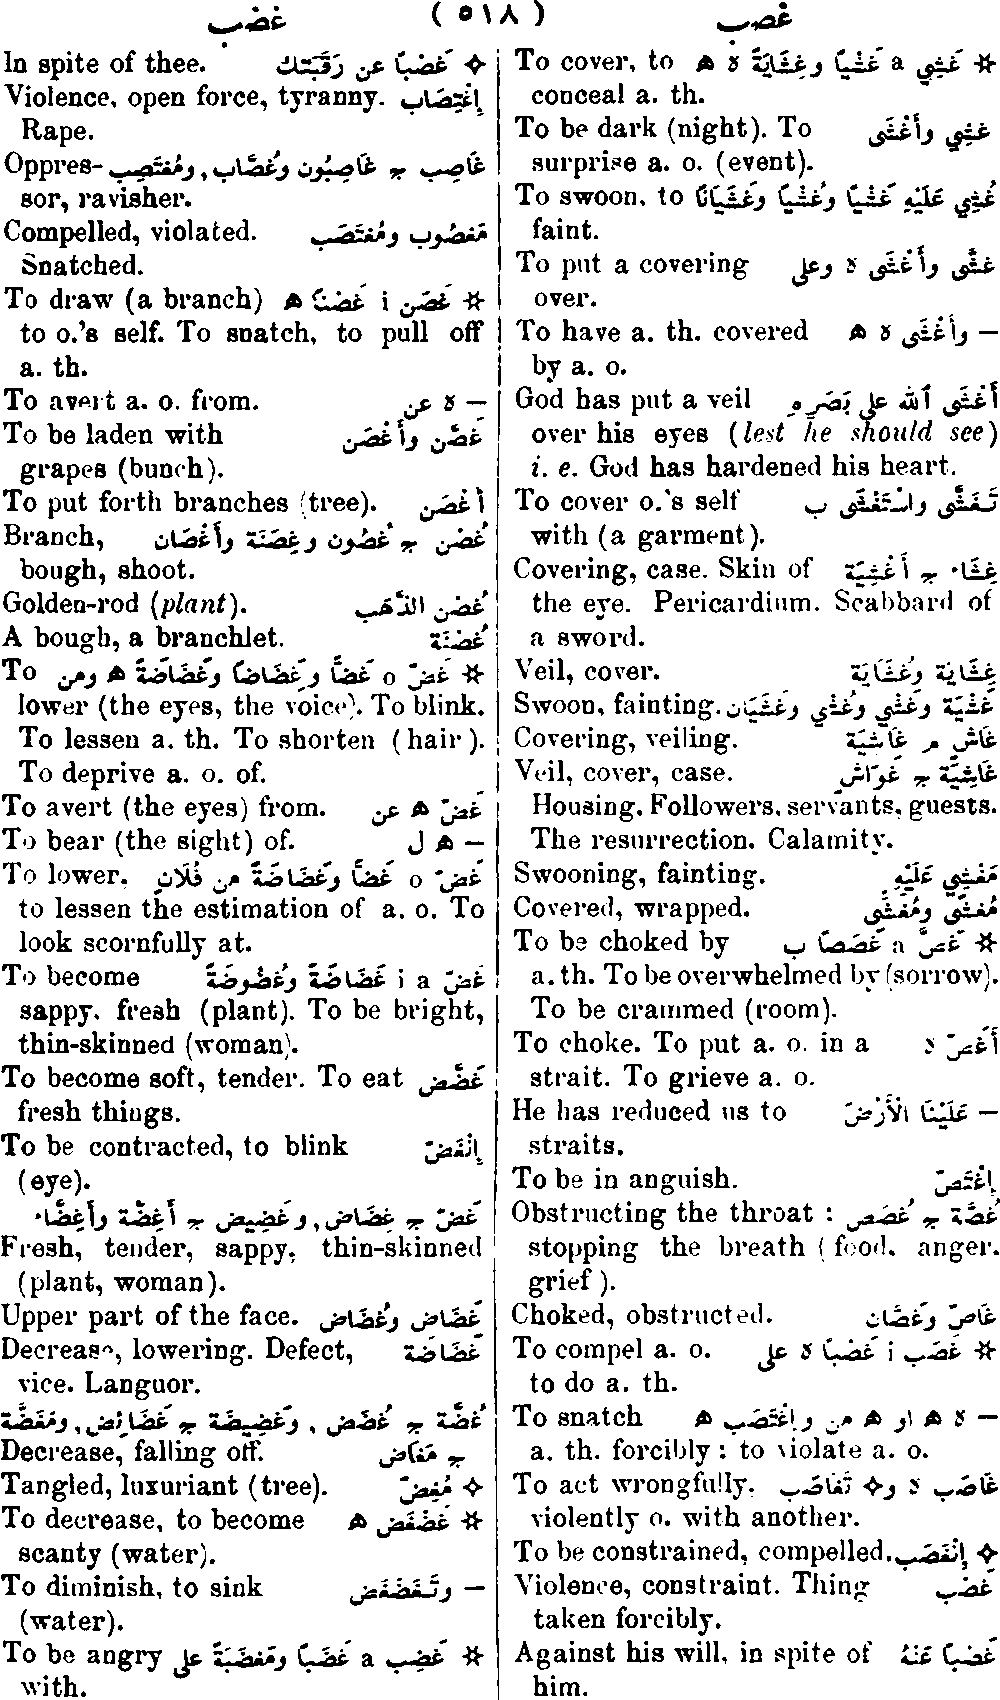 غضب ( ٥١٨ ) غصب
To cover, to ✲ غَشِي a غَشْيًا وغِشَايَةً ه ه‍
conceal a. th.
To be dark (night). To غشِي وأَغْشَى
surprise a. o. (event).
To swoon, to غُشِي عَلَيْهِ غَشْيًا وغُشْيًا وغَشَيَانًا
faint.
To put a covering غشَّى وأَغْشَى ه وعلى
over.
To have a. th. covered — وأَغْشَى ه ه‍
by a. o.
God has put a veil أَغْشَى ٱللّٰه على بَصَرِهِ
over his eyes (lest he should see)
i. e. God has hardened his heart.
To cover o.'s self تَغَشَّى واسْتَغْشَى ب
with (a garment).
Covering, case. Skin of غِشَاء ج أَغْشِيَة
the eye. Pericardium. Scabbard of
a sword.
Veil, cover. غِشَايَة وغُشَايَة
Swoon, fainting. غَشْيَة وغَشْي وغُشْي وغَشَيَان
Covering, veiling. غَاشٍ م غَاشِيَة
Veil, cover, case. غَاشِيَة ج غَوَاشٍ
Housing. Followers, servants, guests.
The resurrection. Calamity.
Swooning, fainting. مَغْشِيّ عَلَيْهِ
Covered, wrapped. مُغْشًّى ومُغَشًّى
To be choked by ✲ غَصَّ a غَصَصًا ب
a. th. To be overwhelmed by (sorrow).
To be crammed (room).
To choke. To put a. o. in a أَغَصّ ه
strait. To grieve a. o.
He has reduced us to — عَلَيْنَا الْأَرْضَ
straits.
To be in anguish. إِغْتَصّ
Obstructing the throat : غُصَّة ج غُصَص
stopping the breath (food, anger,
grief).
Choked, obstructed. غَاصّ وغَصَّان
To compel a. o. ✲ غَصَب i غَصْبًا ه على
to do a. th.
To snatch — ه ه‍ او ه‍ من واغْتَصَب ه‍
a. th. forcibly : to violate a. o.
To act wrongfully, غَاصَب ه و✧ تَغَاصَب
violently o. with another.
To be constrained, compelled. ✧ إِنْغَصَب
Violence, constraint. Thing غَصْب
taken forcibly.
Against his will, in spite of غَصْبًا عَنْهُ
him.
In spite of thee. ✧ غَصْبًا عن رَقَبَتِك
Violence, open force, tyranny. إِغْتِصَاب
Rape.
Oppres- غَاصِب ج غَاصِبُون وغُصَّاب, ومُغْتَصِب
sor, ravisher.
Compelled, violated. مَغْصُوب ومُغْتَصَب
Snatched.
To draw (a branch) ✲ غَصَن i غَصْنًا ه‍
to o.'s self. To snatch, to pull off
a. th.
To avert a. o. from. — ه عن
To be laden with غَصَّن وأَغْصَن
grapes (bunch).
To put forth branches (tree). أَغْصَن
Branch, غُصْن ج غُصُون وغِصَنَة وأَغْصَان
bough, shoot.
Golden-rod (plant). غُصْن الذَّهَب
A bough, a branchlet. غُصْنَة
To ✲ غَضّ o غَضًّا وغِضَاضًا وغَضَاضَةً ه‍ ومن
lower (the eyes, the voice). To blink.
To lessen a. th. To shorten (hair).
To deprive a. o. of.
To avert (the eyes) from. غَضّ ه‍ عن
To bear (the sight) of. — ه‍ ل
To lower, غَضّ o غَضًّا وغَضَاضَةً من فُلَانٍ
to lessen the estimation of a. o. To
look scornfully at.
To become غَضّ i a غَضَاضَةً وغُضُوضَةً
sappy, fresh (plant). To be bright,
thin-skinned (woman).
To become soft, tender. To eat غَضَّض
fresh things.
To be contracted, to blink إِنْغَضّ
(eye).
غَضّ ج غِضَاض, وغَضِيض ج أَغِضَّة وأَغِضَّاء
Fresh, tender, sappy, thin-skinned
(plant, woman).
Upper part of the face. غَضَاض وغُضَاض
Decrease, lowering. Defect, غَضَاضَة
vice. Languor.
غُضَّة ج غُضَض, وغَضِيضَة ج غَضَائِض, ومَغَضَّة
Decrease, falling off. ج مَغَاضّ
Tangled, luxuriant (tree). ✧ مُغِضّ
To decrease, to become ✲ غَضْغَض ه‍
scanty (water).
To diminish, to sink — وتَغَضْغَض
(water).
To be angry ✲ غَضِب a غَضَبًا ومَغْضَبَةً على
with.